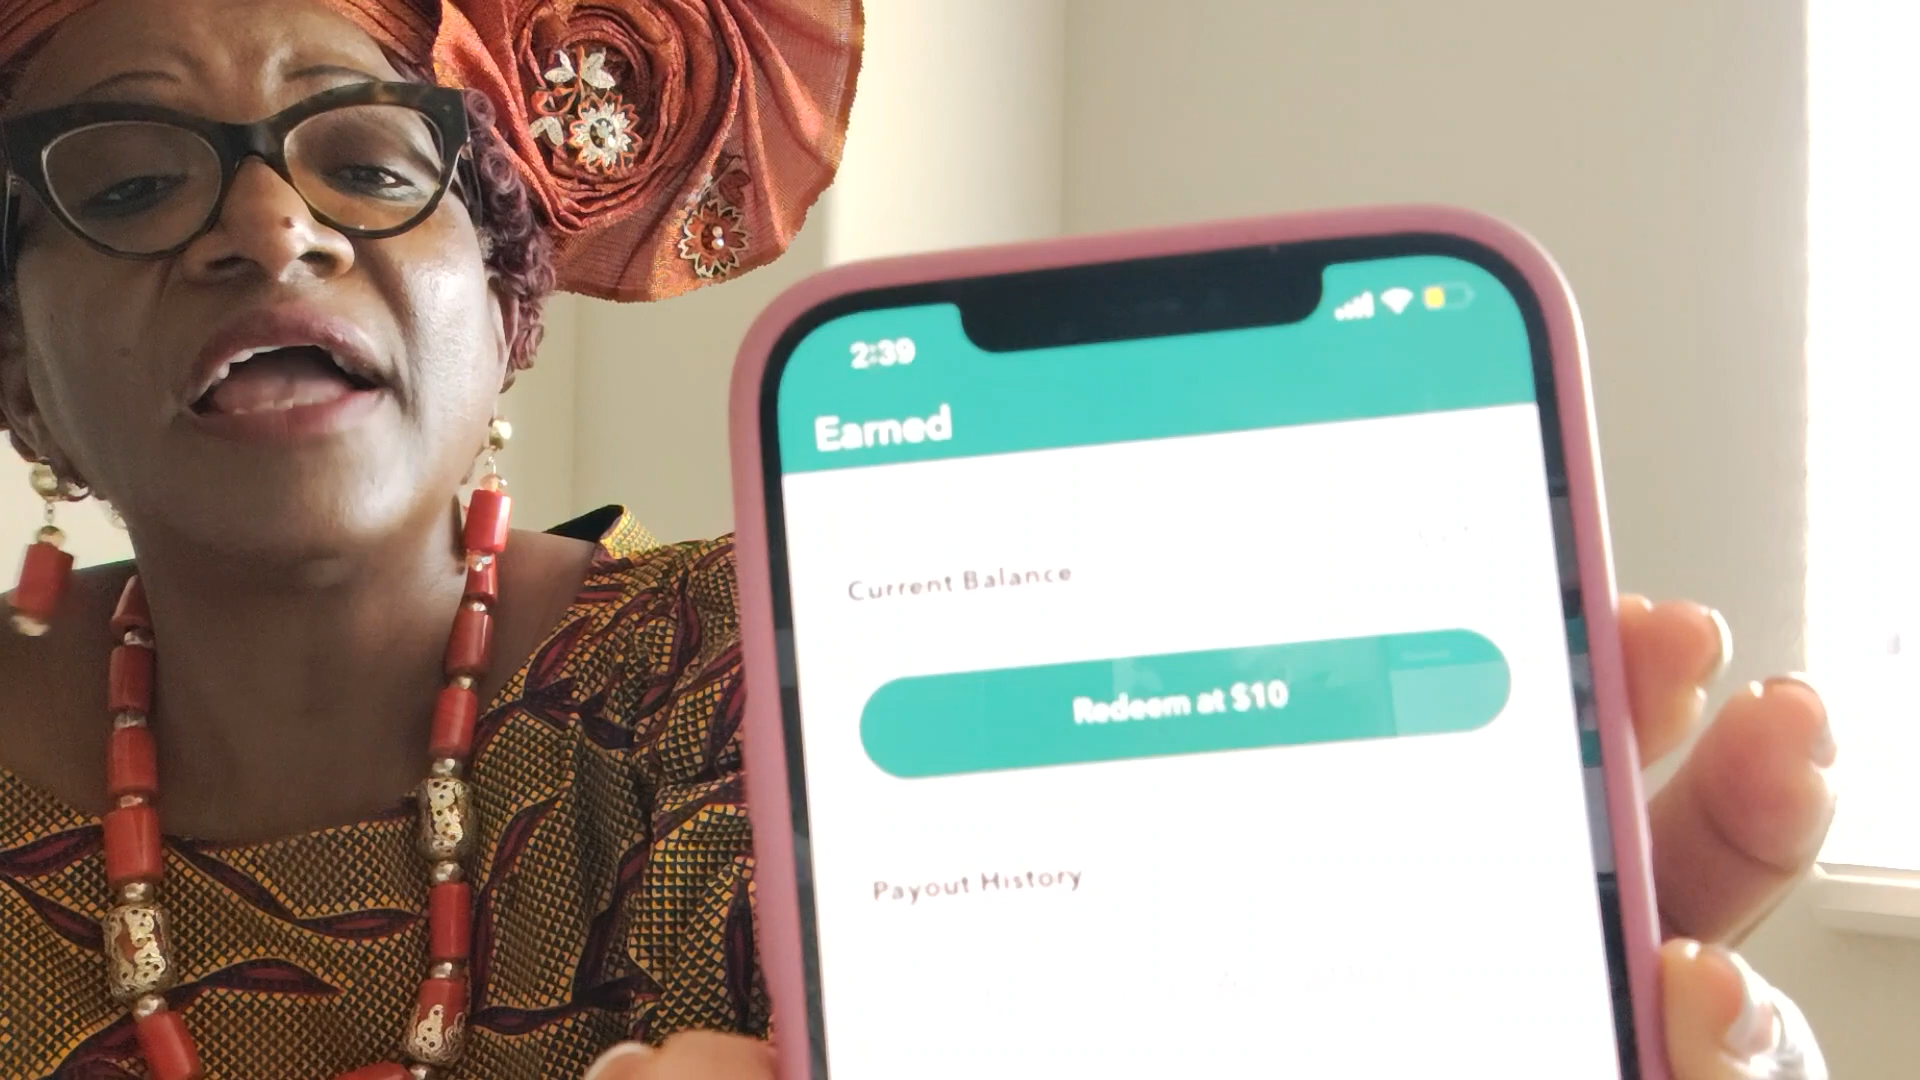 2:39
Earned
Current Balance
Redeem at $10
Payout History